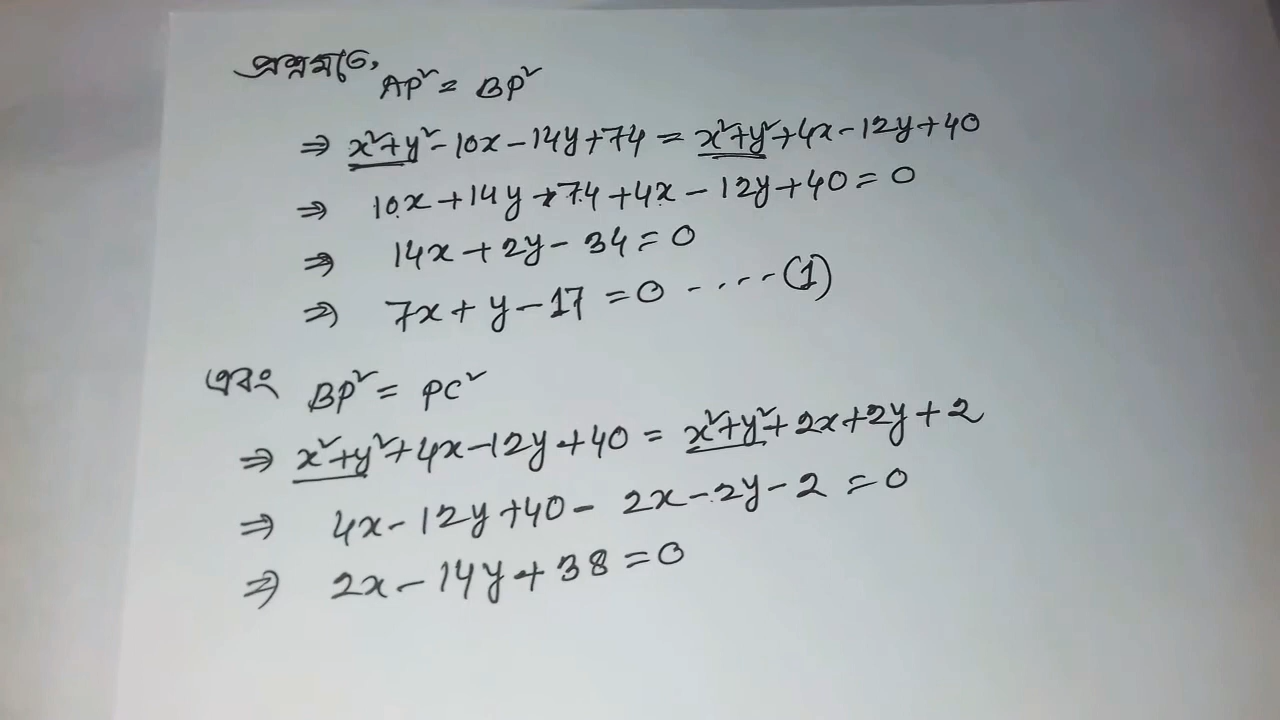 প্রশ্নমতে,
AP² = BP²
⇒ x²+y²-10x-14y+74 = x²+y²+4x-12y+40
⇒ 10x+14y+74+4x-12y+40=0
⇒ 14x+2y-34=0
⇒ 7x+y-17=0 ·····(1)
এবং BP² = PC²
⇒ x²+y²+4x-12y+40 = x²+y²+2x+2y+2
⇒ 4x-12y+40-2x-2y-2=0
⇒ 2x-14y+38=0